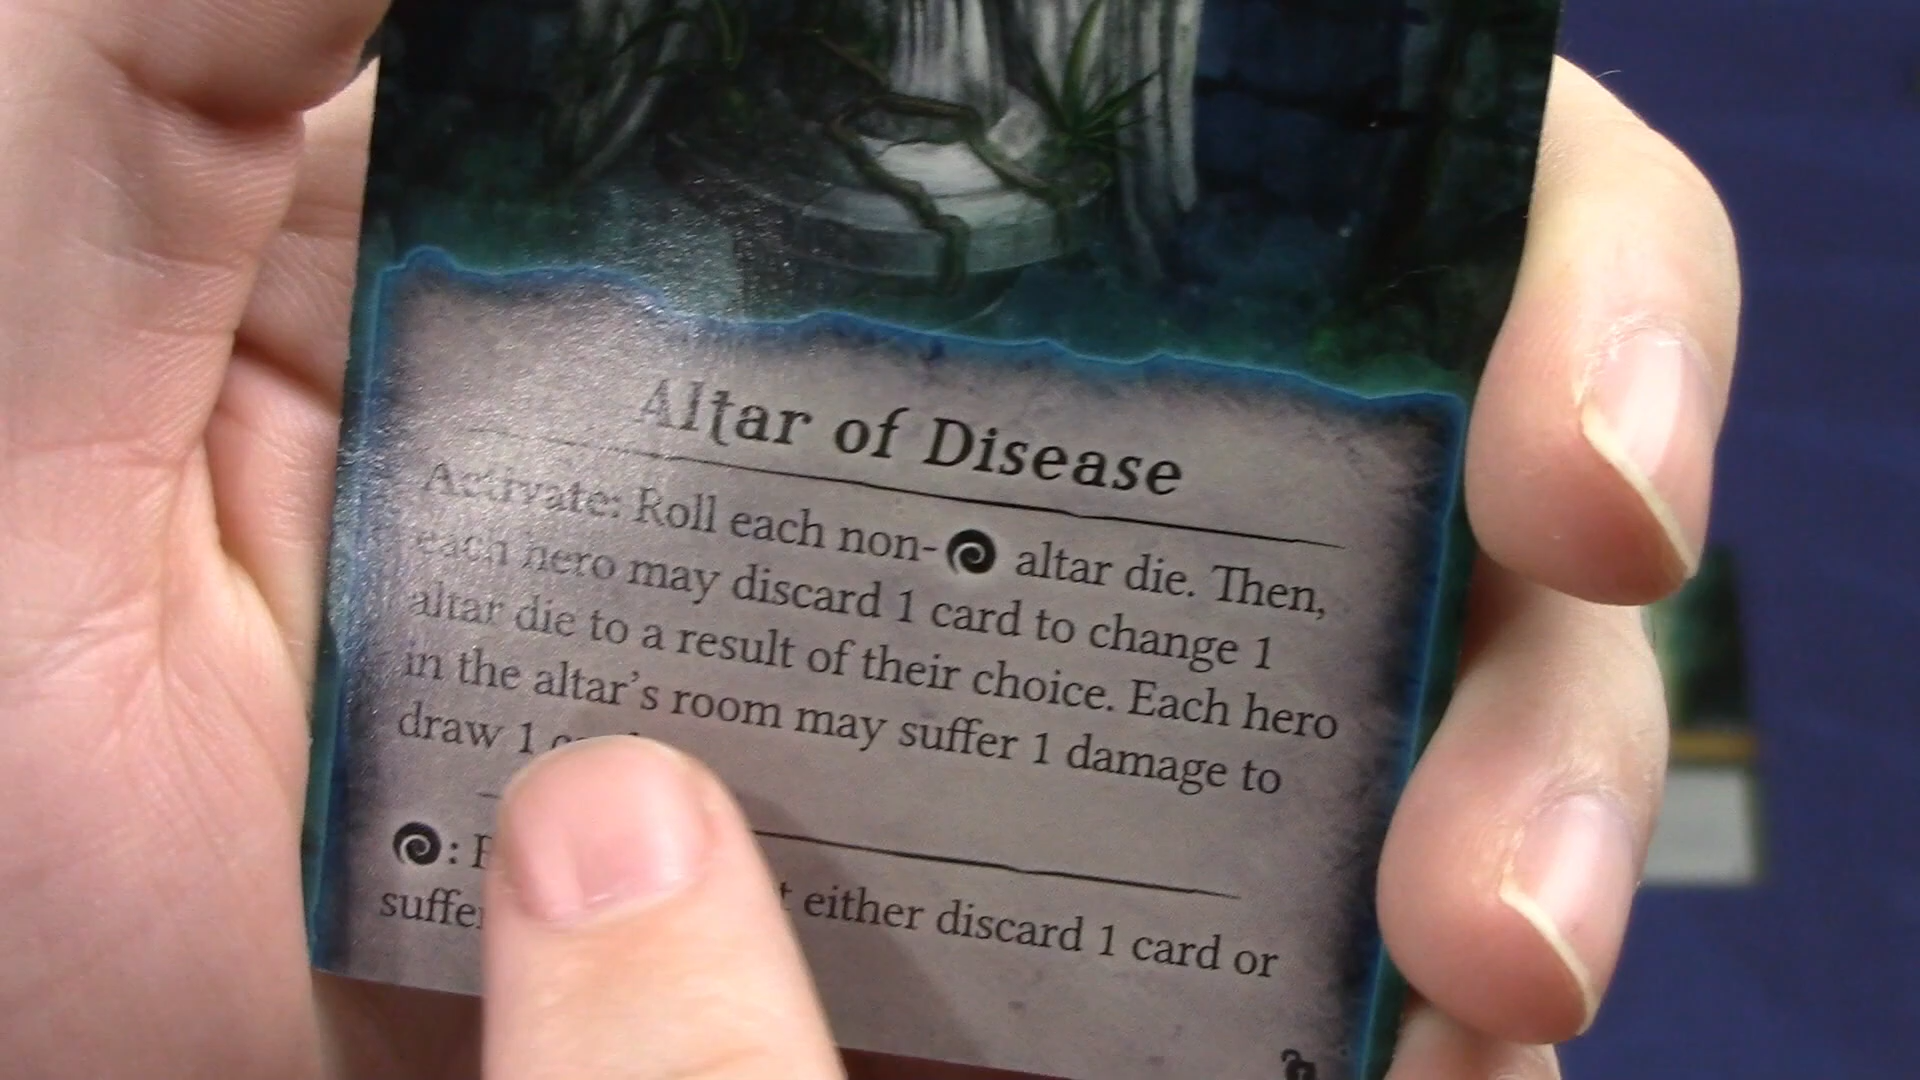 Altar of Disease
Activate: Roll each non- altar die. Then,
each hero may discard 1 card to change 1
altar die to a result of their choice. Each hero
in the altar's room may suffer 1 damage to
draw 1
: either discard 1 card or